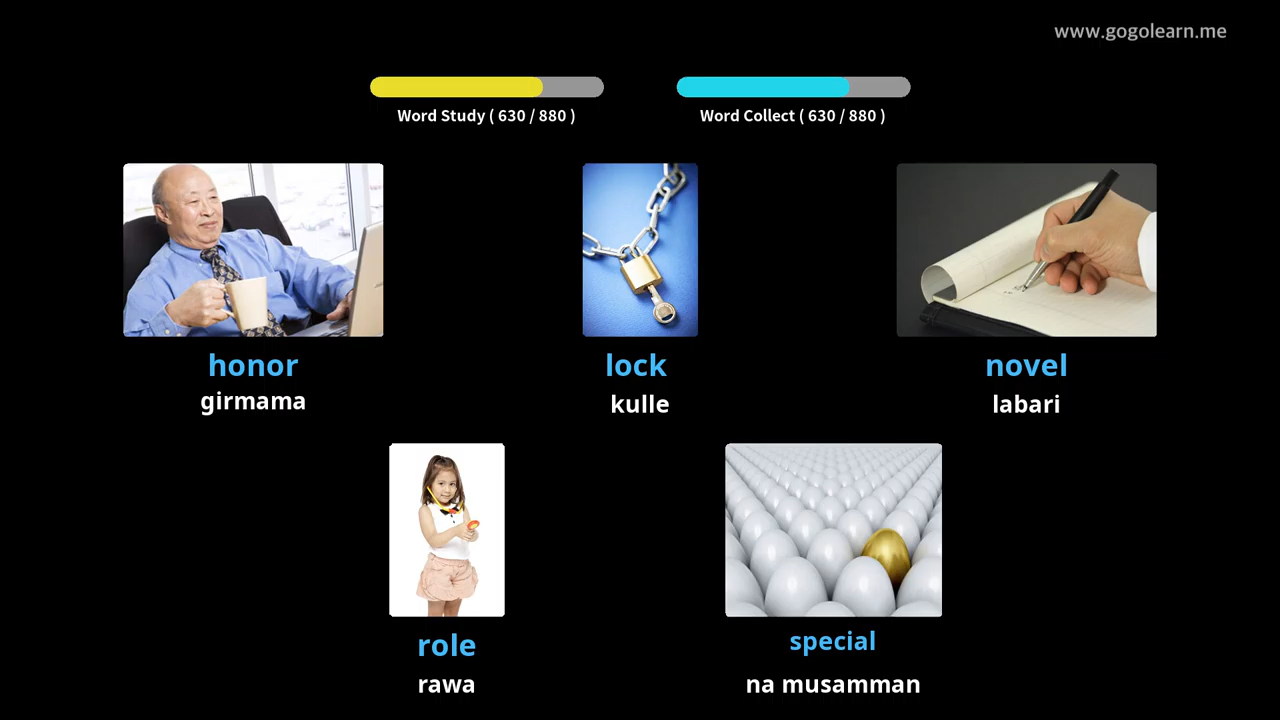 www.gogolearn.me
Word Study ( 630 / 880 )
Word Collect ( 630 / 880 )
honor
girmama
lock
kulle
novel
labari
role
rawa
special
na musamman